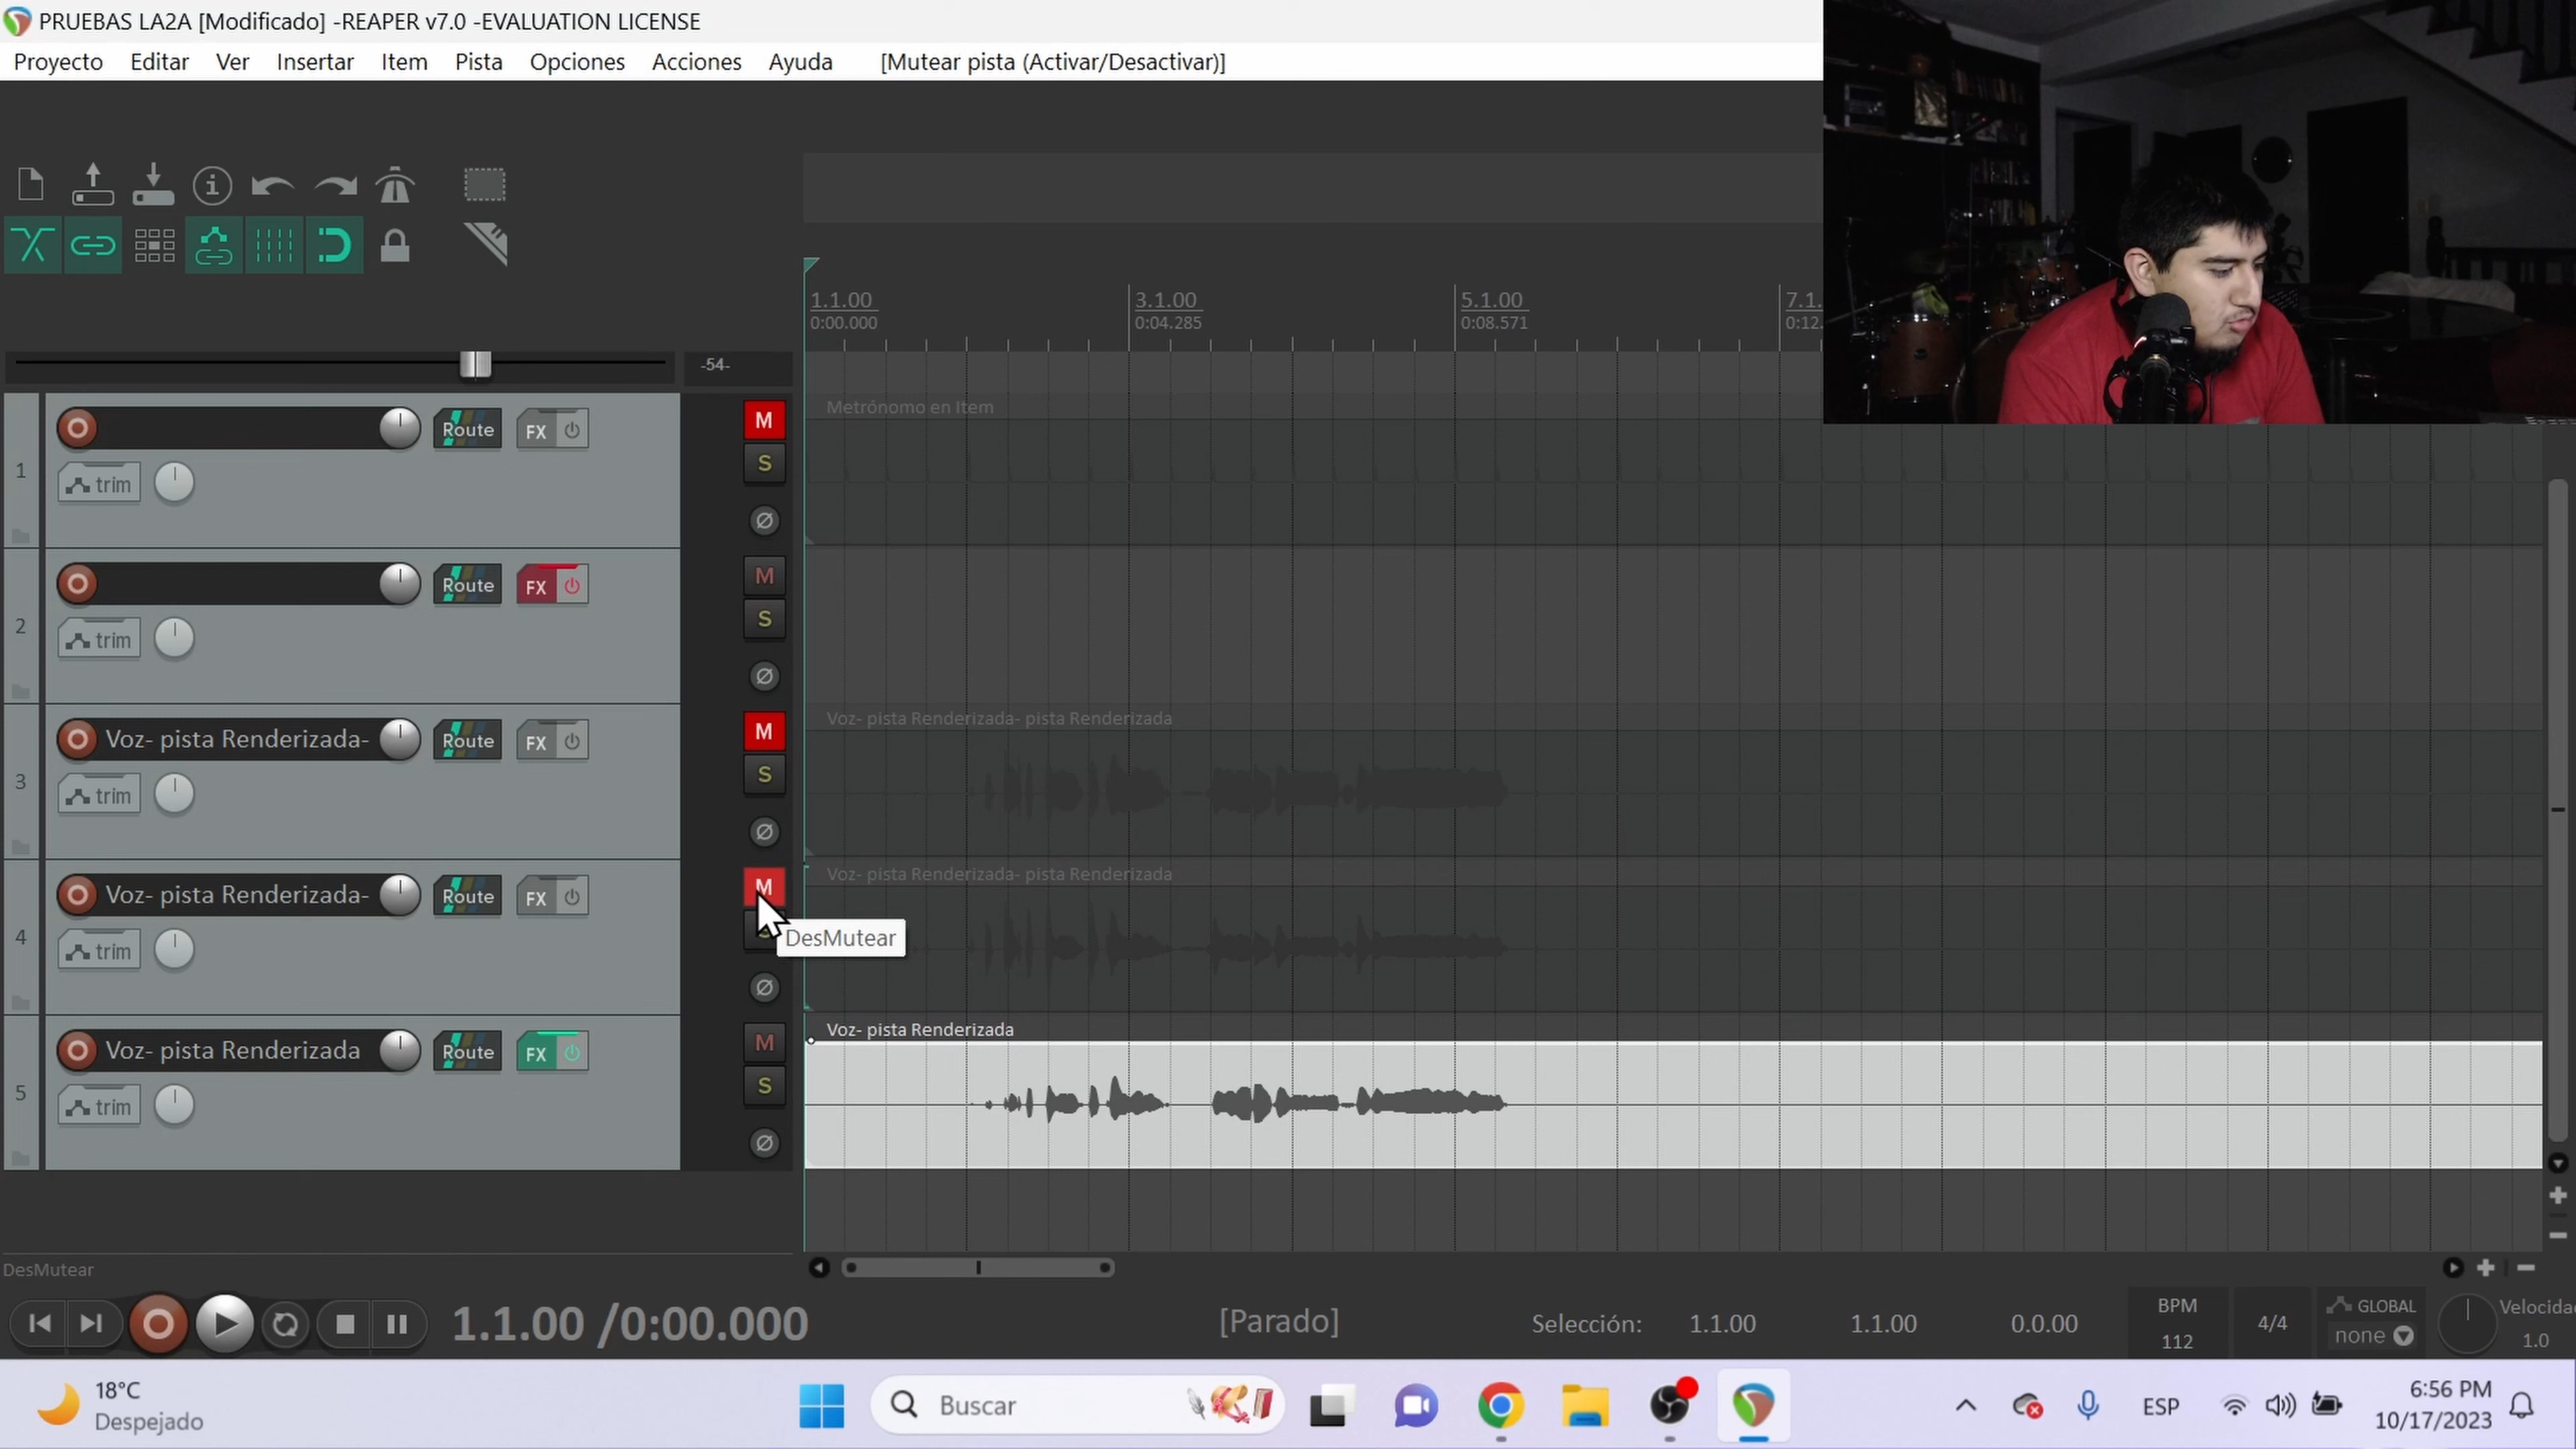 PRUEBAS LA2A [Modificado] -REAPER v7.0 -EVALUATION LICENSE
Proyecto Editar Ver Insertar Item Pista Opciones Acciones Ayuda [Mutear pista (Activar/Desactivar)]
1.1.00 3.1.00 5.1.00 7.1.
0:00.000 0:04.285 0:08.571 0:12.
-54-
Metrónomo en Item
Route FX M
1 trim S
Route FX M
2 trim S
Voz- pista Renderizada- pista Renderizada
Voz- pista Renderizada- Route FX M
3 trim S
Voz- pista Renderizada- pista Renderizada
Voz- pista Renderizada- Route FX M
4 trim S
DesMutear
Voz- pista Renderizada
Voz- pista Renderizada Route FX M
5 trim S
DesMutear
1.1.00 /0:00.000 [Parado] Selección: 1.1.00 1.1.00 0.0.00 BPM 112 4/4 GLOBAL none Velocida 1.0
18°C
Despejado
Buscar
ESP
6:56 PM
10/17/2023